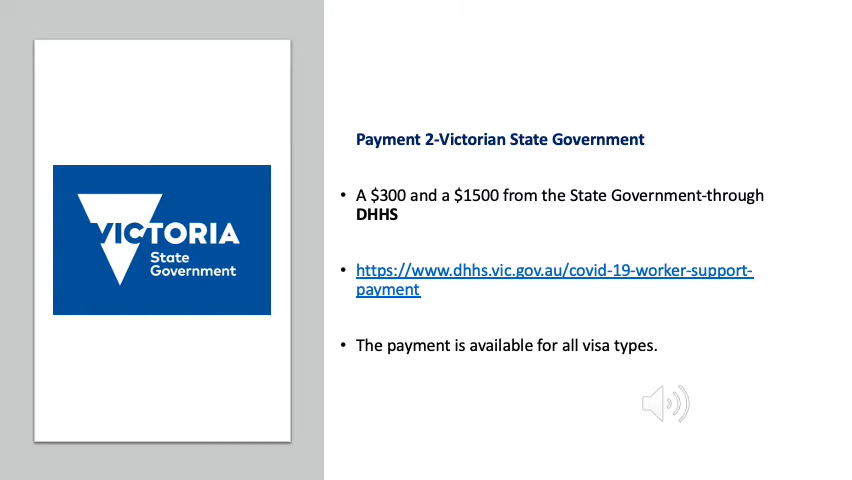 VICTORIA
State
Government
Payment 2-Victorian State Government
• A $300 and a $1500 from the State Government-through
DHHS
• https://www.dhhs.vic.gov.au/covid-19-worker-support-
payment
• The payment is available for all visa types.